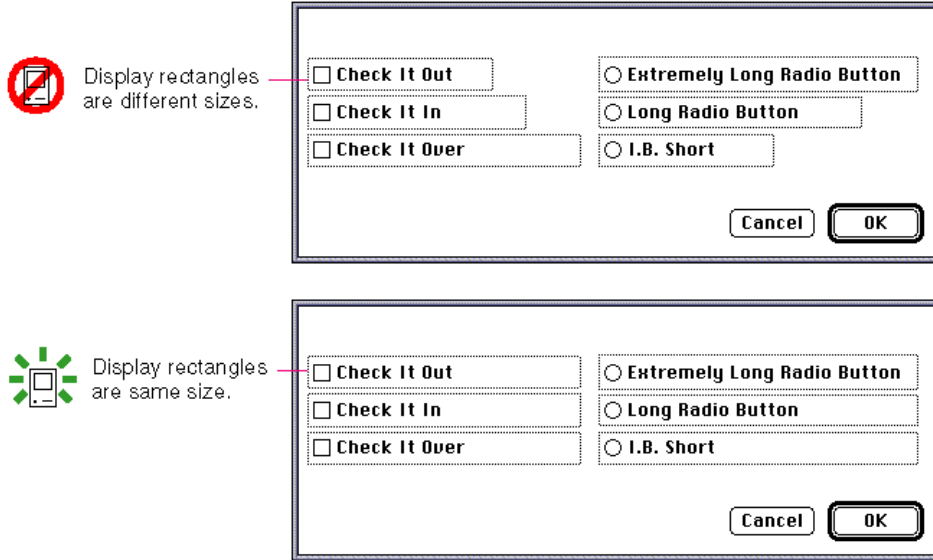 Display rectangles
are different sizes.
Check It Out
Extremely Long Radio Button
Check It In
Long Radio Button
Check It Over
I.B. Short
Cancel
OK
Display rectangles
are same size.
Check It Out
Extremely Long Radio Button
Check It In
Long Radio Button
Check It Over
I.B. Short
Cancel
OK